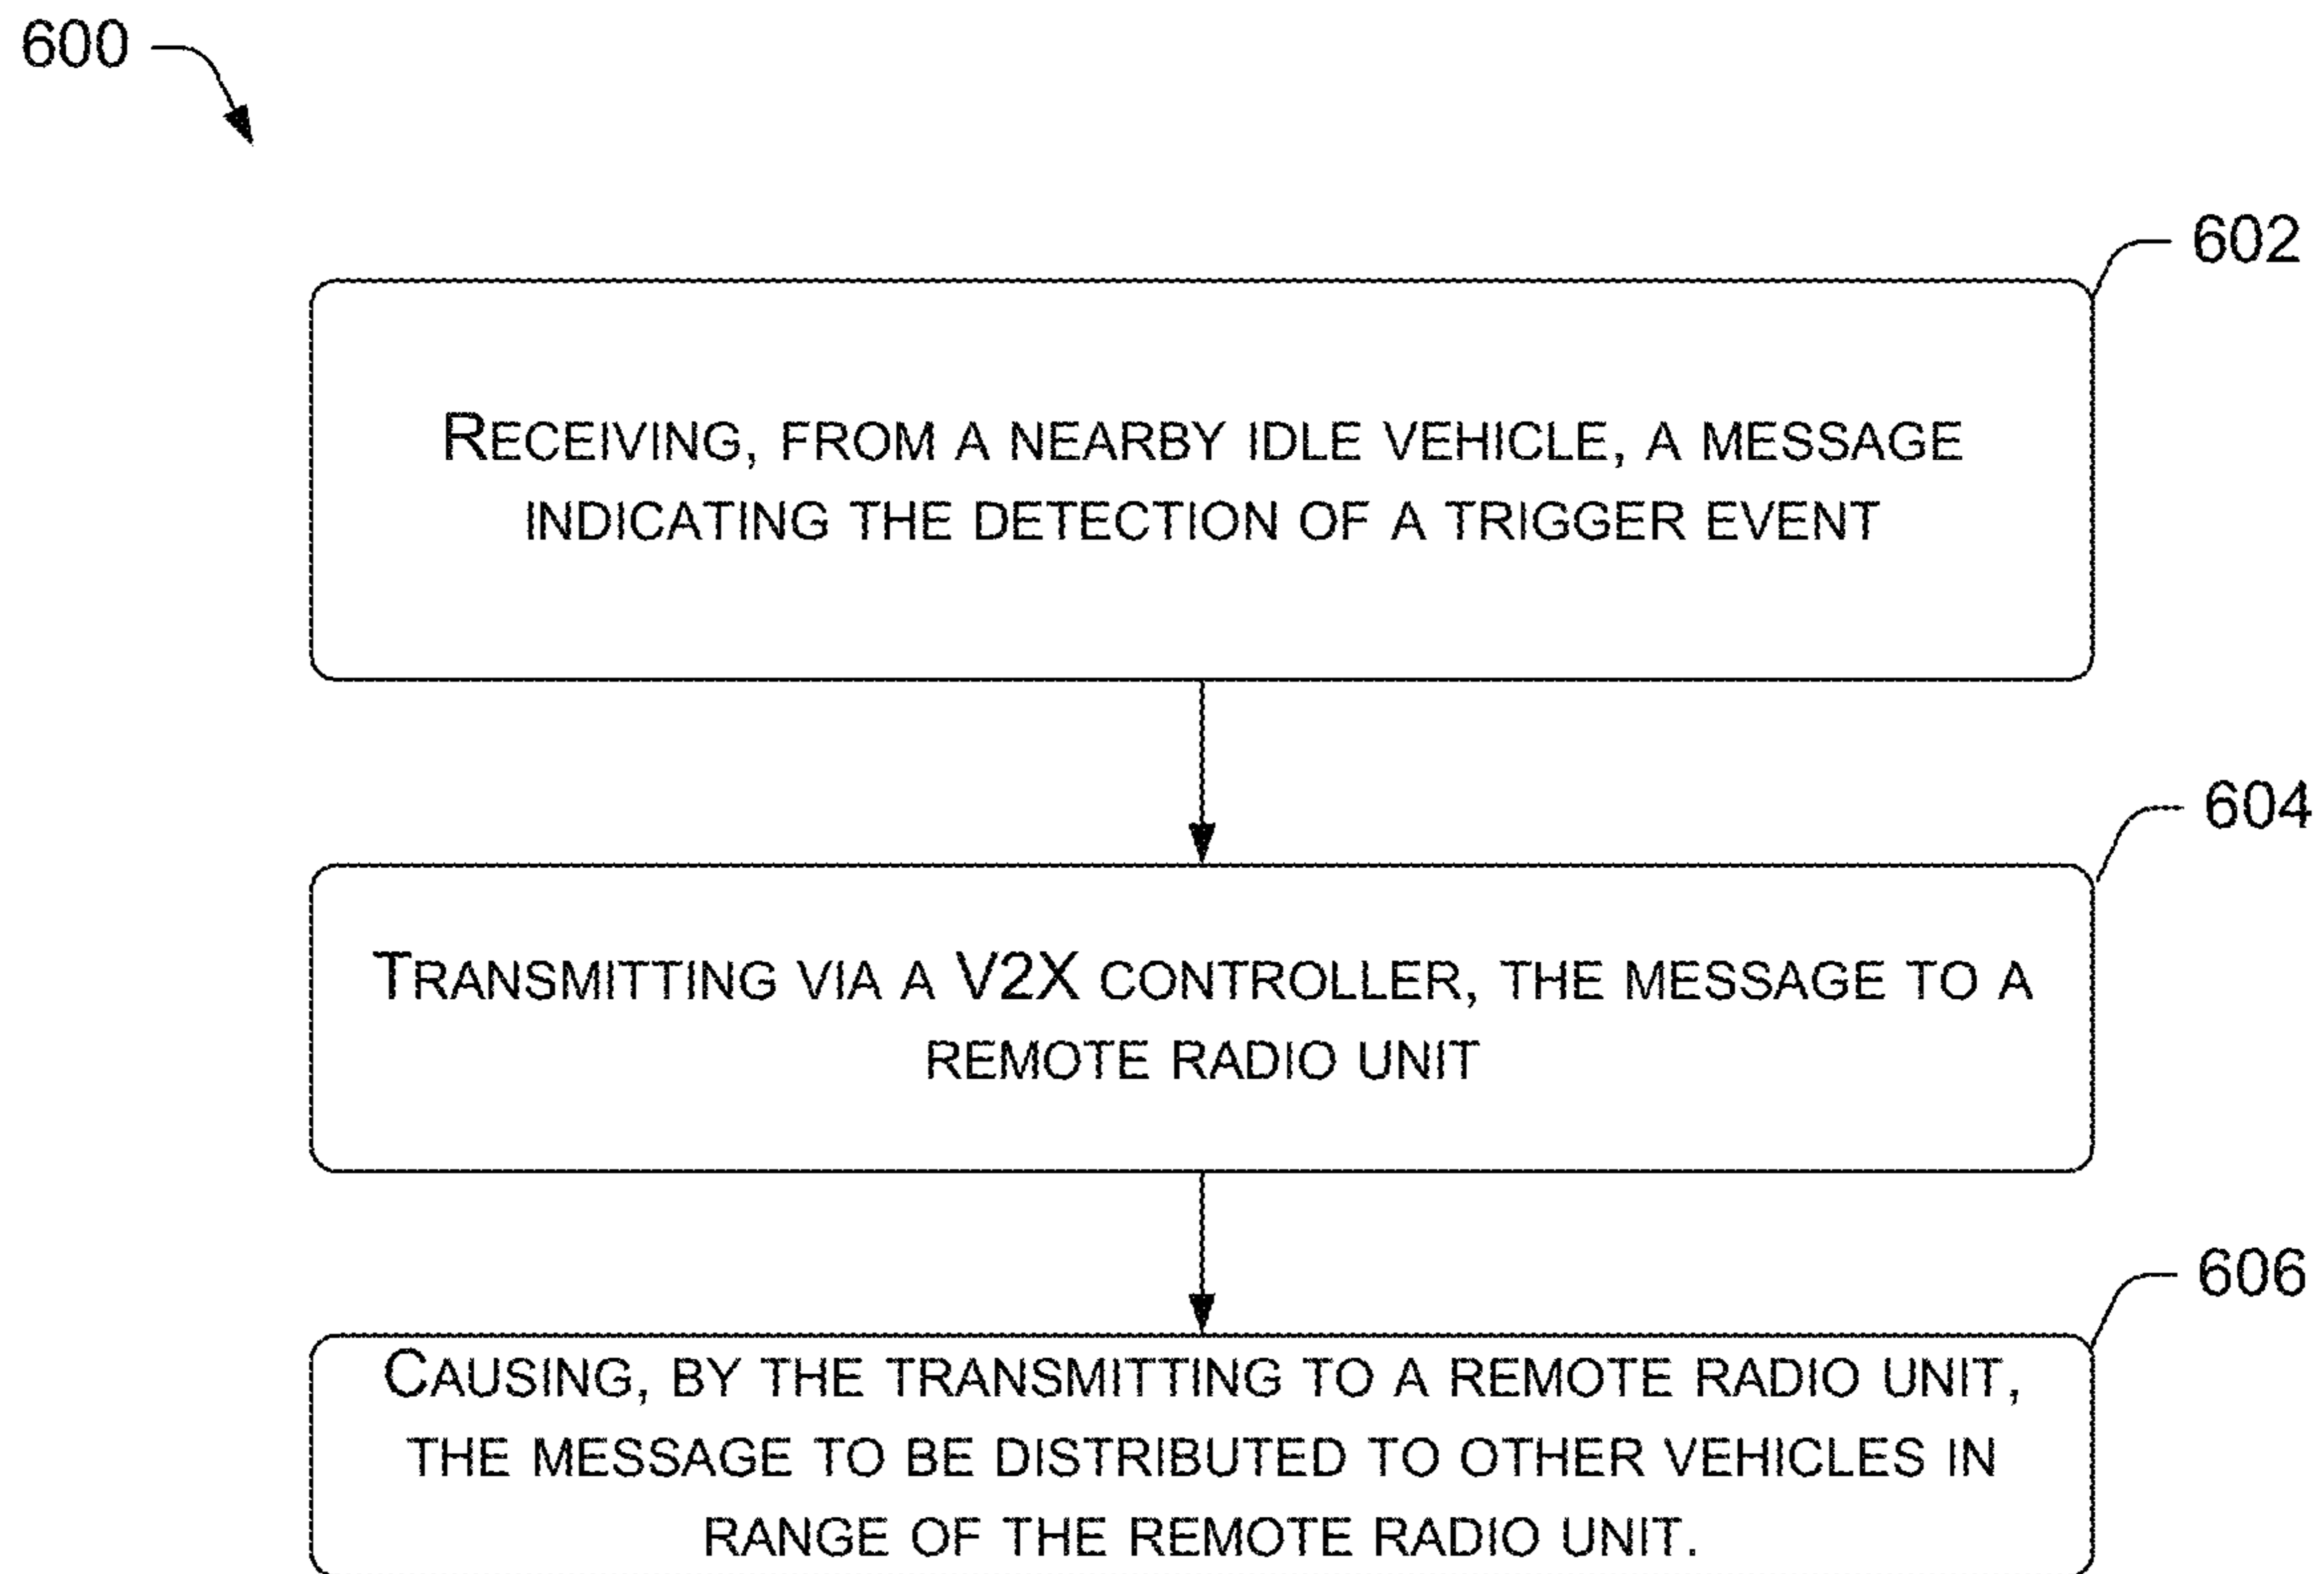 600
602
RECEIVING, FROM A NEARBY IDLE VEHICLE, A MESSAGE
INDICATING THE DETECTION OF A TRIGGER EVENT
604
TRANSMITTING VIA A V2X CONTROLLER, THE MESSAGE TO A
REMOTE RADIO UNIT
606
CAUSING, BY THE TRANSMITTING TO A REMOTE RADIO UNIT,
THE MESSAGE TO BE DISTRIBUTED TO OTHER VEHICLES IN
RANGE OF THE REMOTE RADIO UNIT.